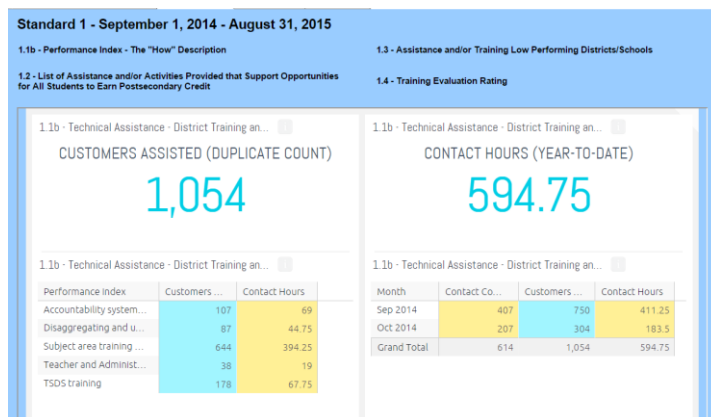 Standard 1 - September 1, 2014 - August 31, 2015
1.1b - Performance Index - The "How" Description
1.3 - Assistance and/or Training Low Performing Districts/Schools
1.2 - List of Assistance and/or Activities Provided that Support Opportunities
for All Students to Earn Postsecondary Credit
1.4 - Training Evaluation Rating
1.1b - Technical Assistance - District Training an...
CUSTOMERS ASSISTED (DUPLICATE COUNT)
1,054
1.1b - Technical Assistance - District Training an...
CONTACT HOURS (YEAR-TO-DATE)
594.75
1.1b - Technical Assistance - District Training an...
Performance Index Customers ... Contact Hours
Accountability system... 107 69
Disaggregating and u... 87 44.75
Subject area training ... 644 394.25
Teacher and Administ... 38 19
TSDS training 178 67.75
1.1b - Technical Assistance - District Training an...
Month Contact Co... Customers ... Contact Hours
Sep 2014 407 750 411.25
Oct 2014 207 304 183.5
Grand Total 614 1,054 594.75